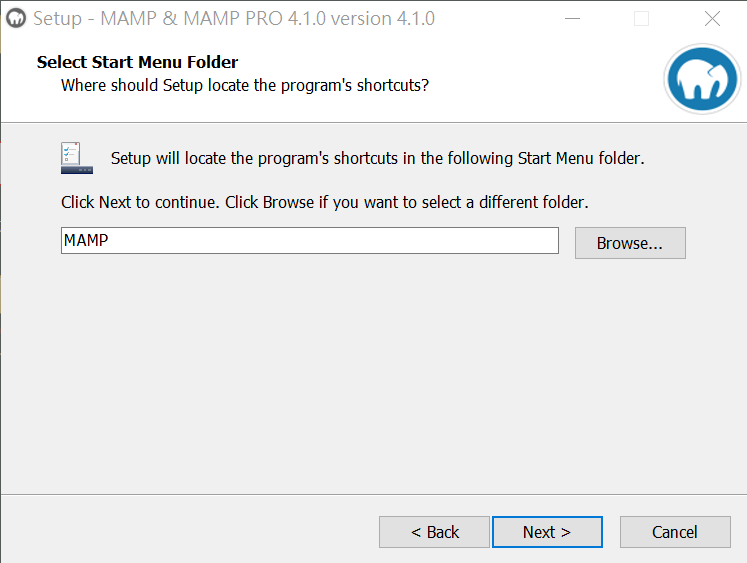 Setup - MAMP & MAMP PRO 4.1.0 version 4.1.0
Select Start Menu Folder
Where should Setup locate the program's shortcuts?
Setup will locate the program's shortcuts in the following Start Menu folder.
Click Next to continue. Click Browse if you want to select a different folder.
MAMP
Browse...
< Back
Next >
Cancel